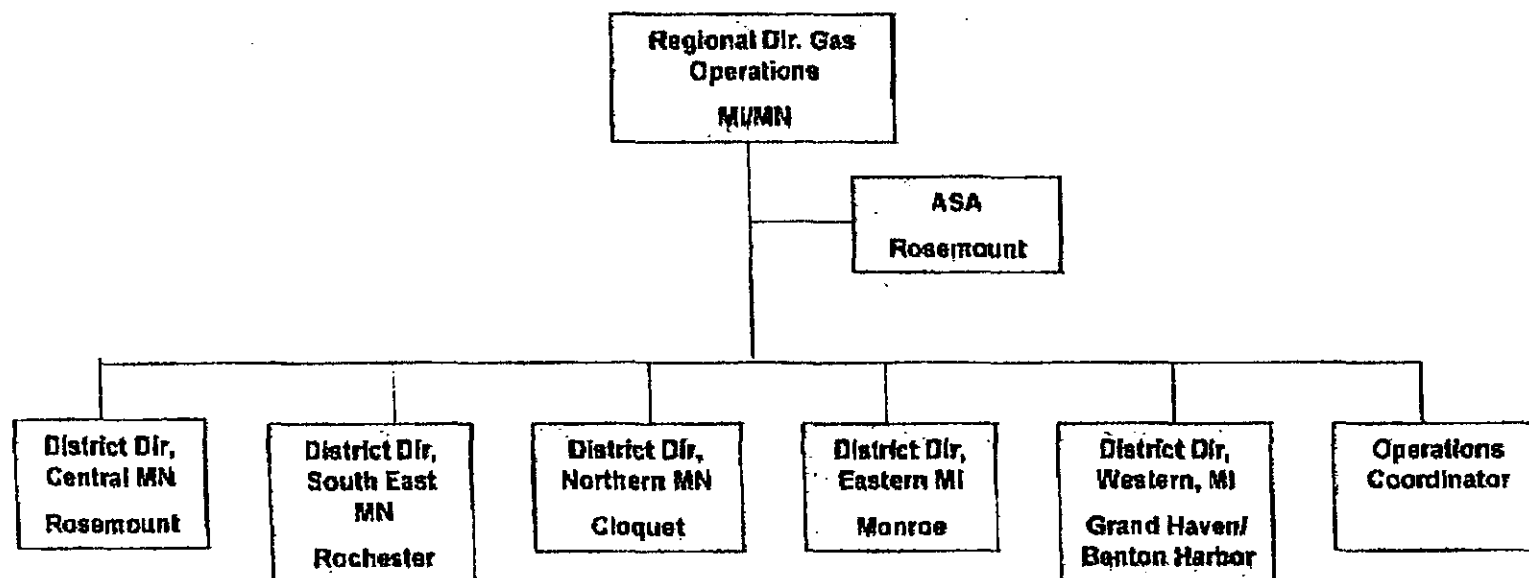 Regional Dir. Gas
Operations
MI/MN
ASA
Rosemount
District Dir,
Central MN
Rosemount
District Dir,
South East
MN
Rochester
District Dir,
Northern MN
Cloquet
District Dir,
Eastern MI
Monroe
District Dir,
Western, MI
Grand Haven/
Benton Harbor
Operations
Coordinator